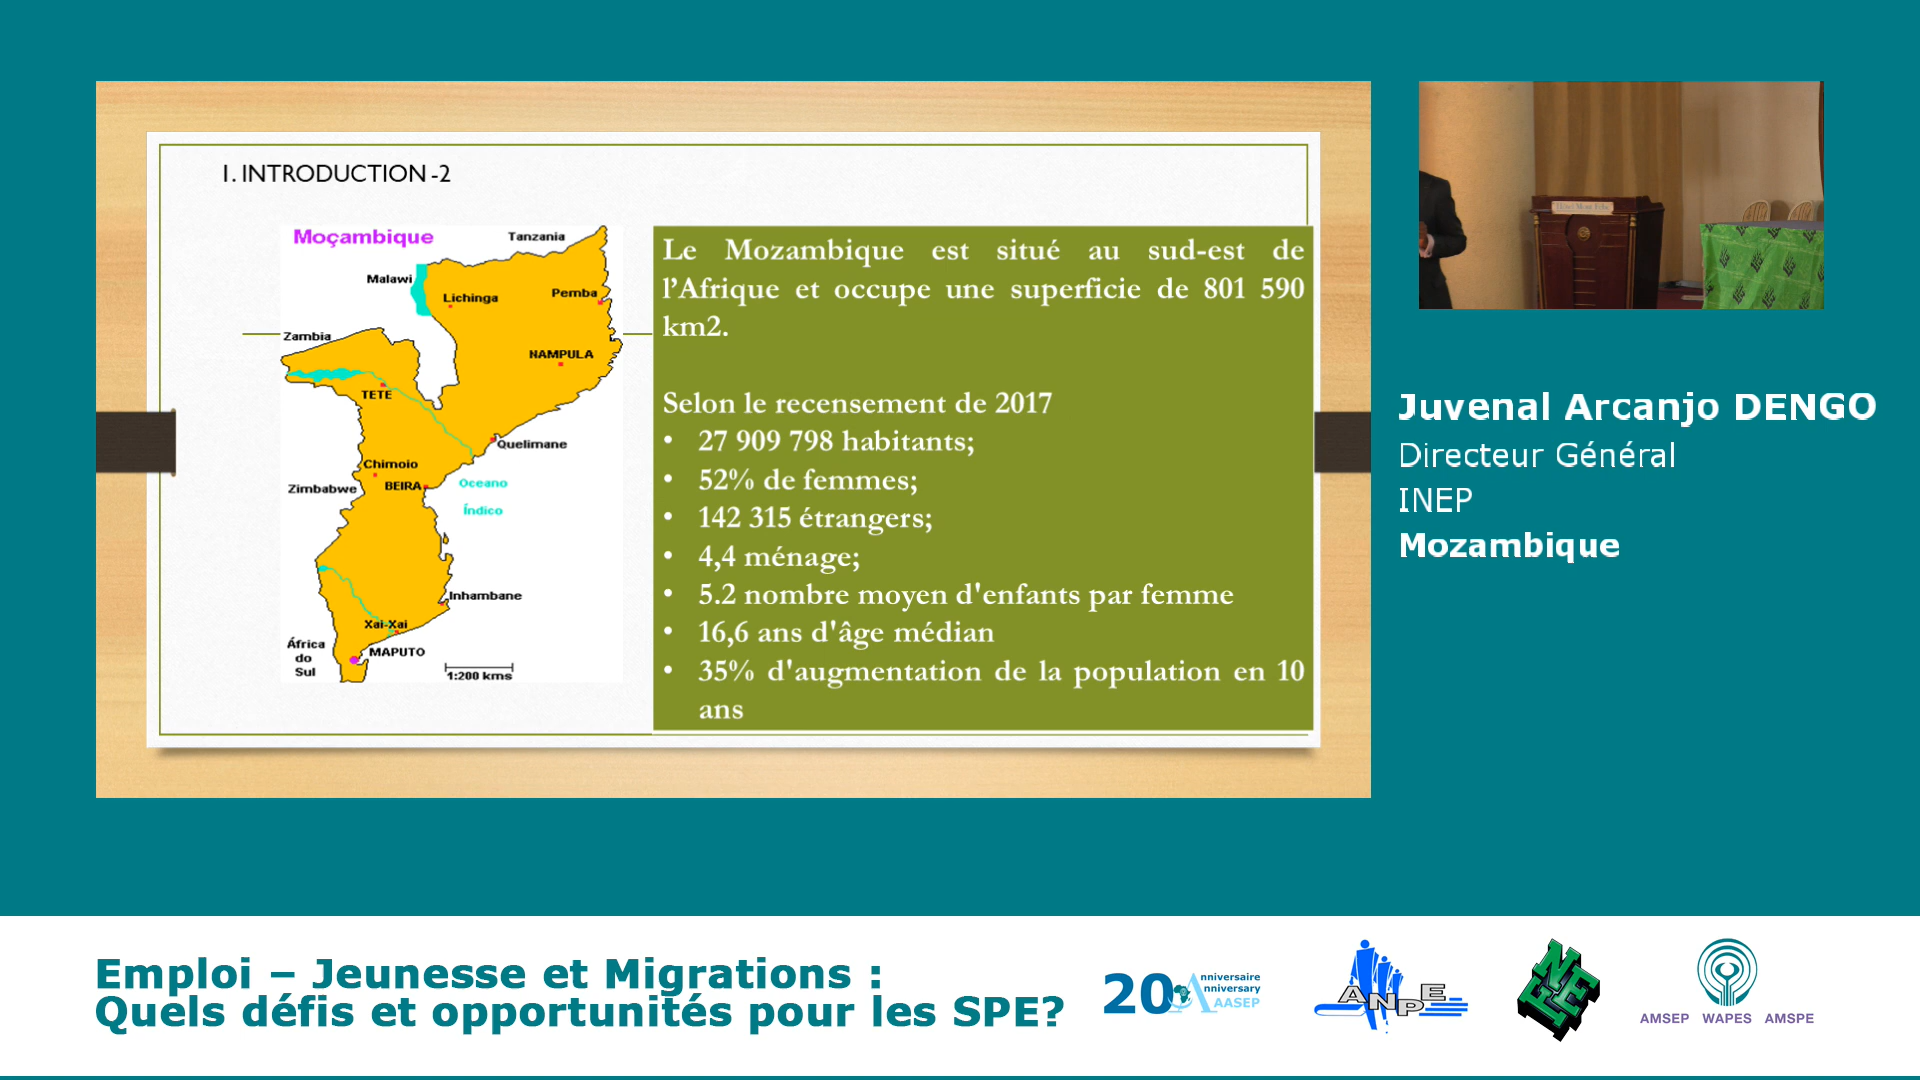 I. INTRODUCTION -2
Moçambique
Tanzania
Malawi
Lichinga
Pemba
Zambia
NAMPULA
TETE
Quelimane
Chimoio
Zimbabwe
BEIRA
Oceano
Índico
Inhambane
Xai-Xai
África
do
Sul
MAPUTO
1:200 kms
Le Mozambique est situé au sud-est de
l’Afrique et occupe une superficie de 801 590
km2.
Selon le recensement de 2017
• 27 909 798 habitants;
• 52% de femmes;
• 142 315 étrangers;
• 4,4 ménage;
• 5.2 nombre moyen d'enfants par femme
• 16,6 ans d'âge médian
• 35% d'augmentation de la population en 10
ans
Juvenal Arcanjo DENGO
Directeur Général
INEP
Mozambique
Emploi – Jeunesse et Migrations :
Quels défis et opportunités pour les SPE?
20 Anniversaire
Anniversary
AASEP
ANPE
NEE
AMSEP WAPES AMSPE